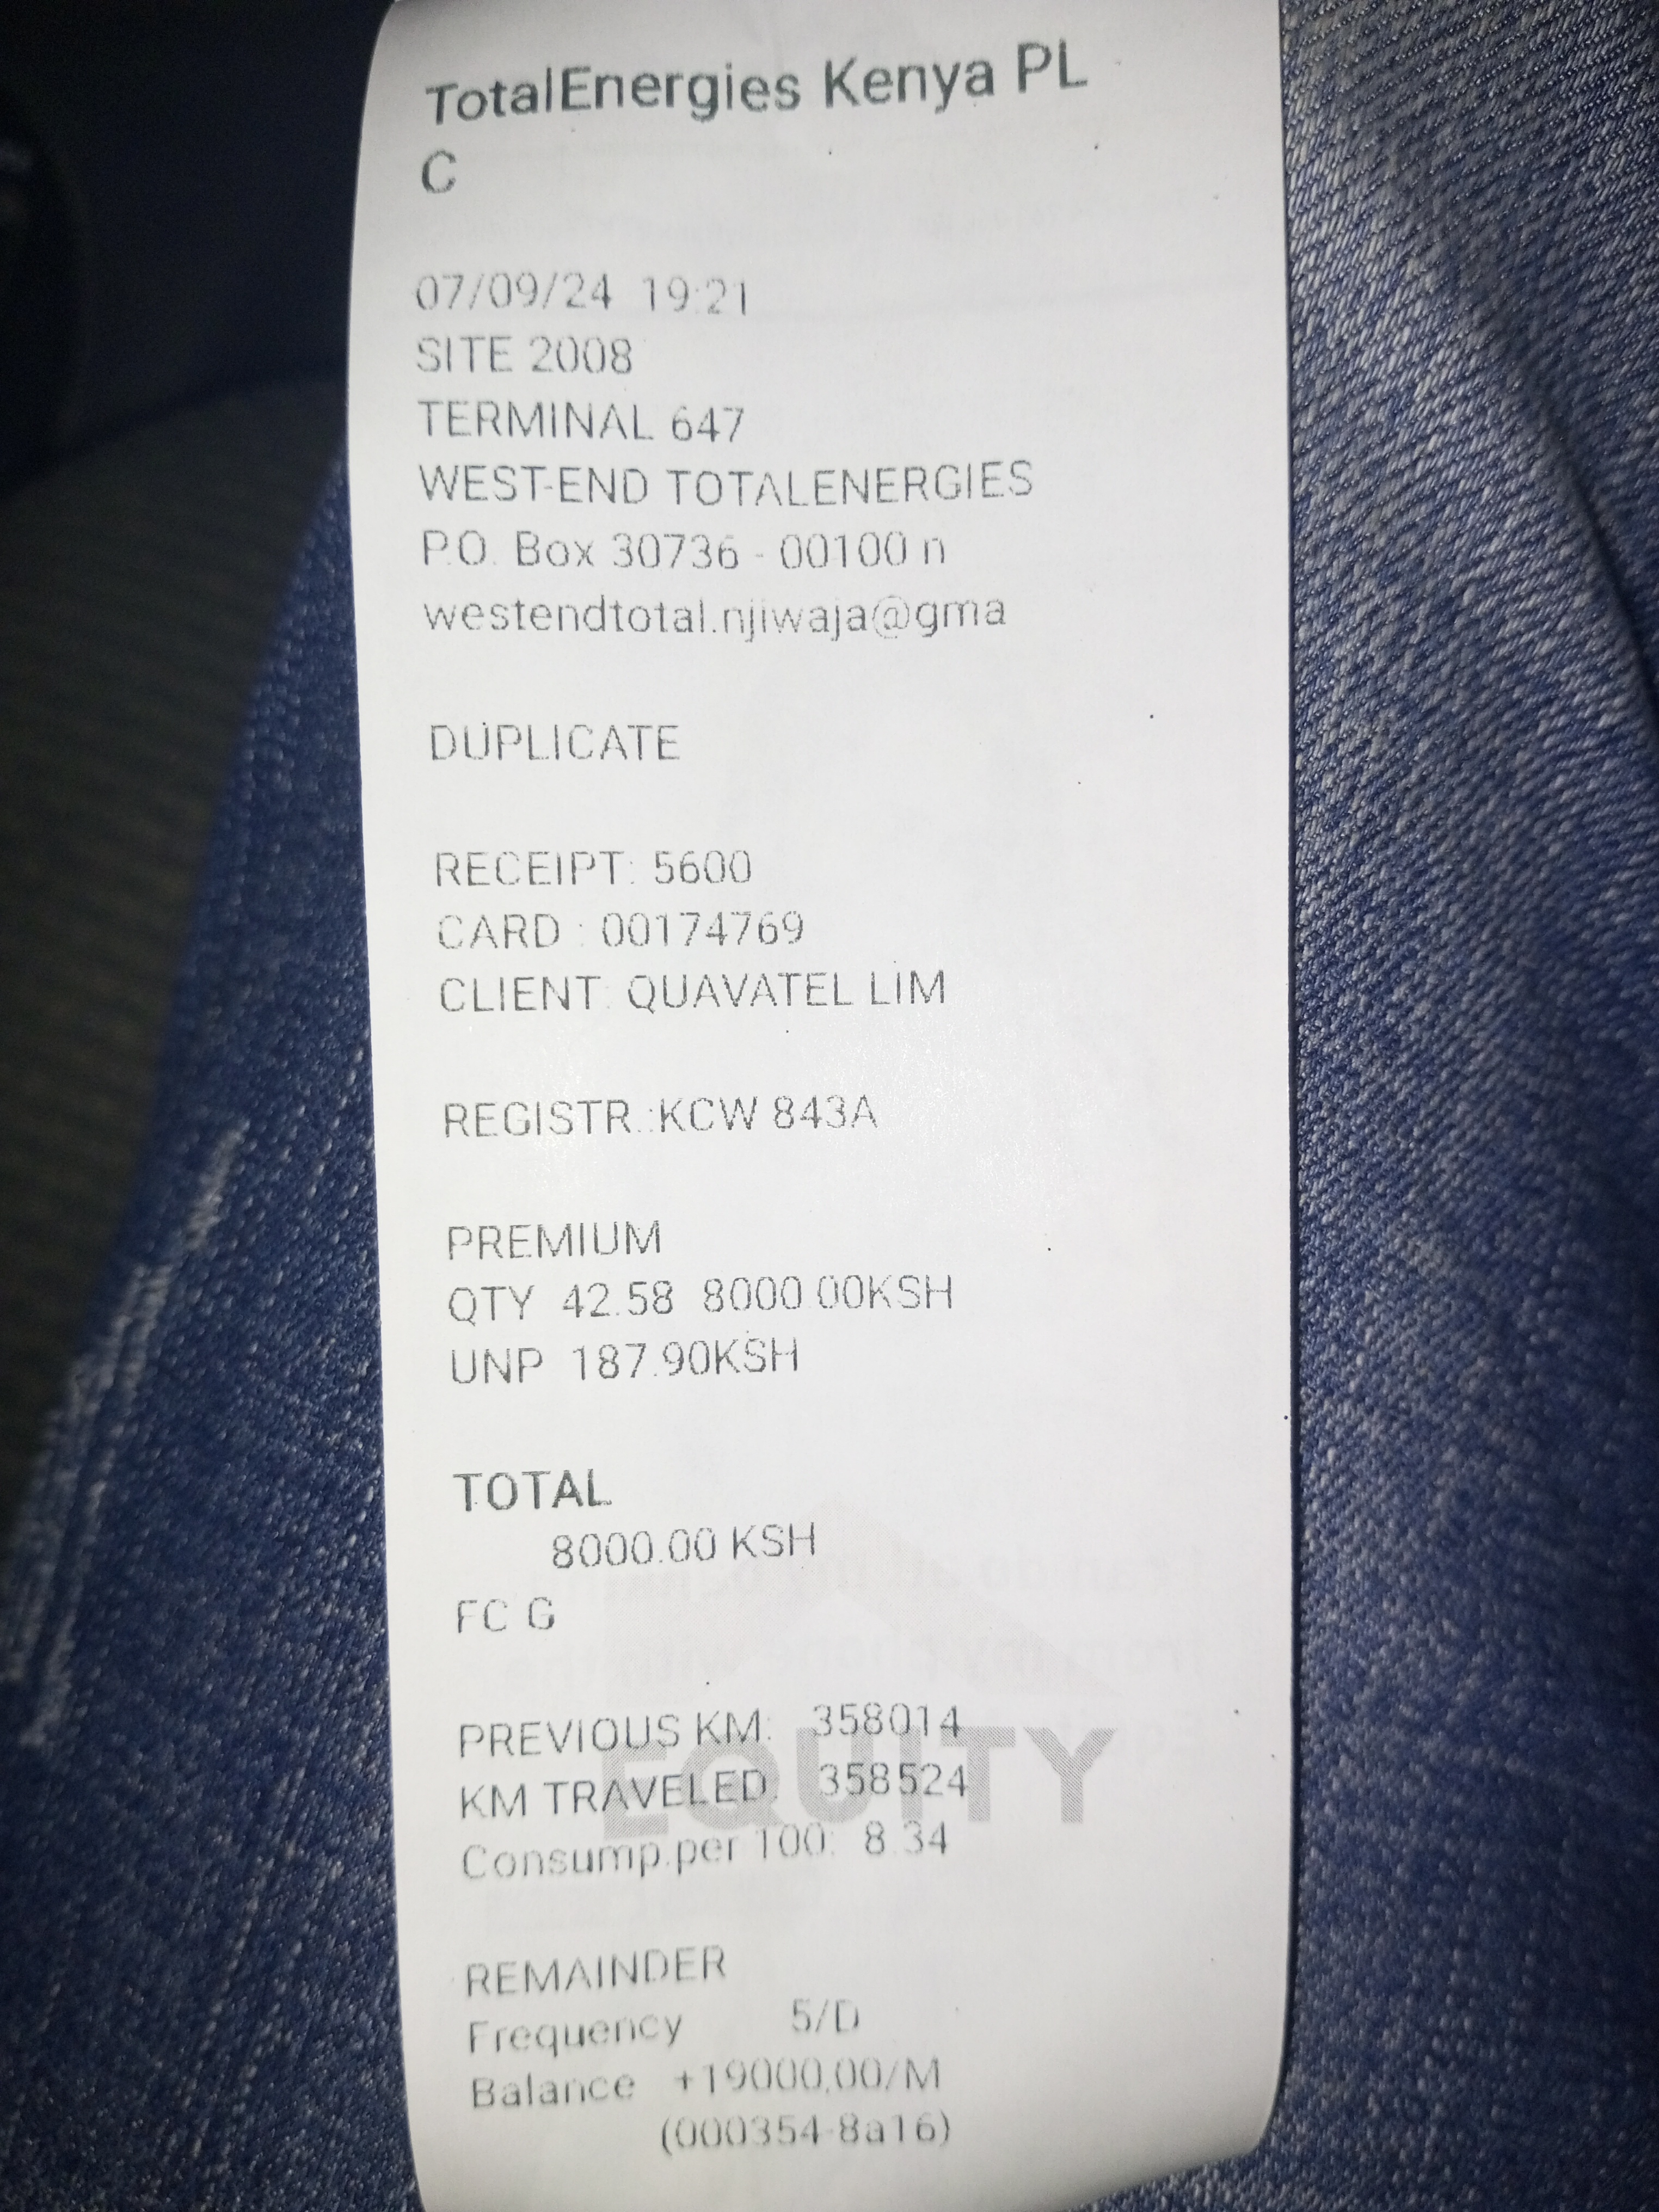 TotalEnergies Kenya PL
C
07/09/24 19:21
SITE 2008
TERMINAL 647
WEST-END TOTALENERGIES
P.O. Box 30736 - 00100 n
westendtotal.njiwaja@gma
DUPLICATE
RECEIPT: 5600
CARD : 00174769
CLIENT: QUAVATEL LIM
REGISTR.:KCW 843A
PREMIUM
QTY 42.58 8000.00KSH
UNP 187.90KSH
TOTAL
8000.00 KSH
FC G
PREVIOUS KM: 358014
KM TRAVELED: 358524
EQUITY
Consump.per 100: 8.34
REMAINDER
Frequency 5/D
Balance +19000.00/M
(000354-8a16)